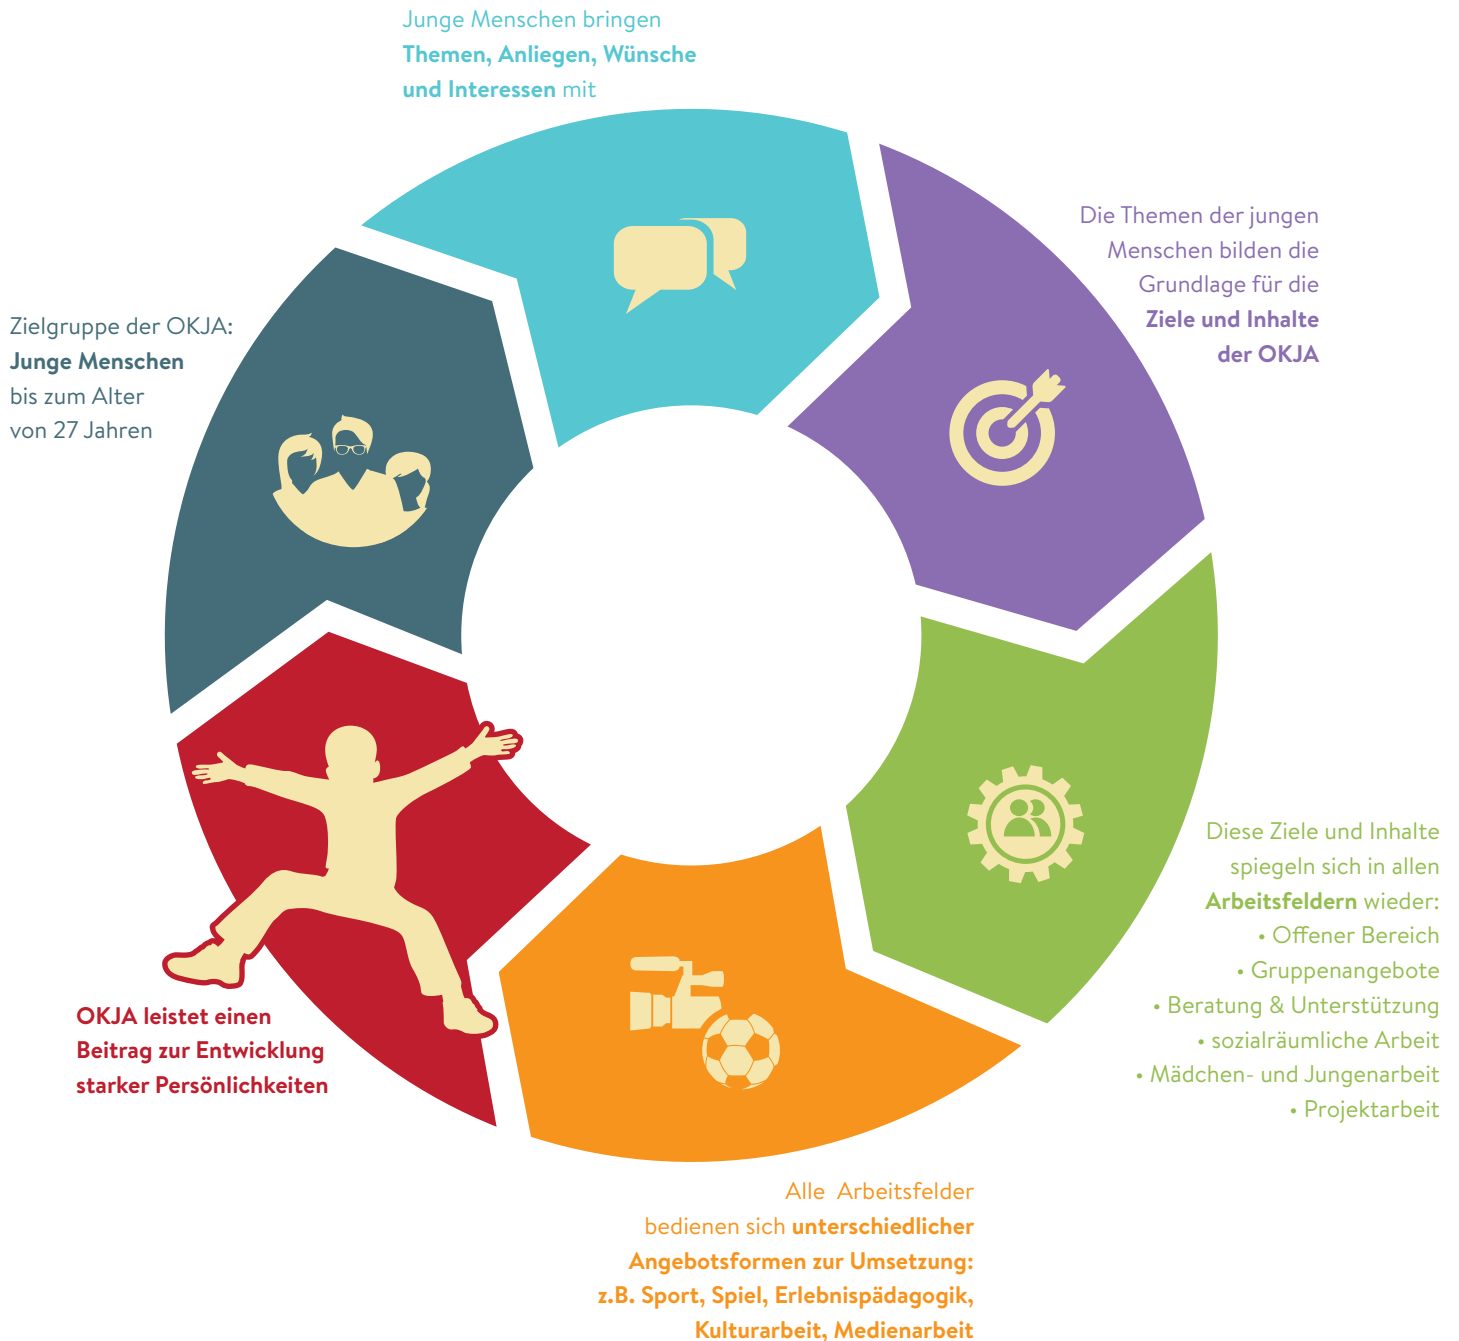 Junge Menschen bringen
Themen, Anliegen, Wünsche
und Interessen mit
Die Themen der jungen
Menschen bilden die
Grundlage für die
Ziele und Inhalte
der OKJA
Zielgruppe der OKJA:
Junge Menschen
bis zum Alter
von 27 Jahren
Diese Ziele und Inhalte
spiegeln sich in allen
Arbeitsfeldern wieder:
• Offener Bereich
• Gruppenangebote
• Beratung & Unterstützung
• sozialräumliche Arbeit
• Mädchen- und Jungenarbeit
• Projektarbeit
OKJA leistet einen
Beitrag zur Entwicklung
starker Persönlichkeiten
Alle Arbeitsfelder
bedienen sich unterschiedlicher
Angebotsformen zur Umsetzung:
z.B. Sport, Spiel, Erlebnispädagogik,
Kulturarbeit, Medienarbeit